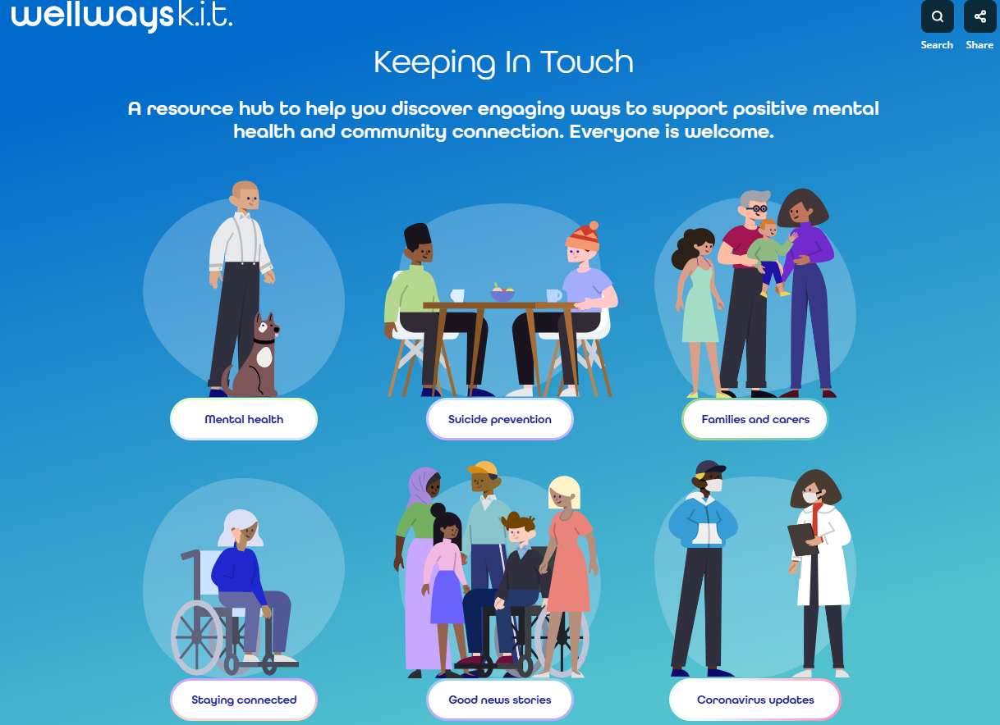 wellways k.i.t.
Search Share
Keeping In Touch
A resource hub to help you discover engaging ways to support positive mental
health and community connection. Everyone is welcome.
Mental health
Suicide prevention
Families and carers
Staying connected
Good news stories
Coronavirus updates